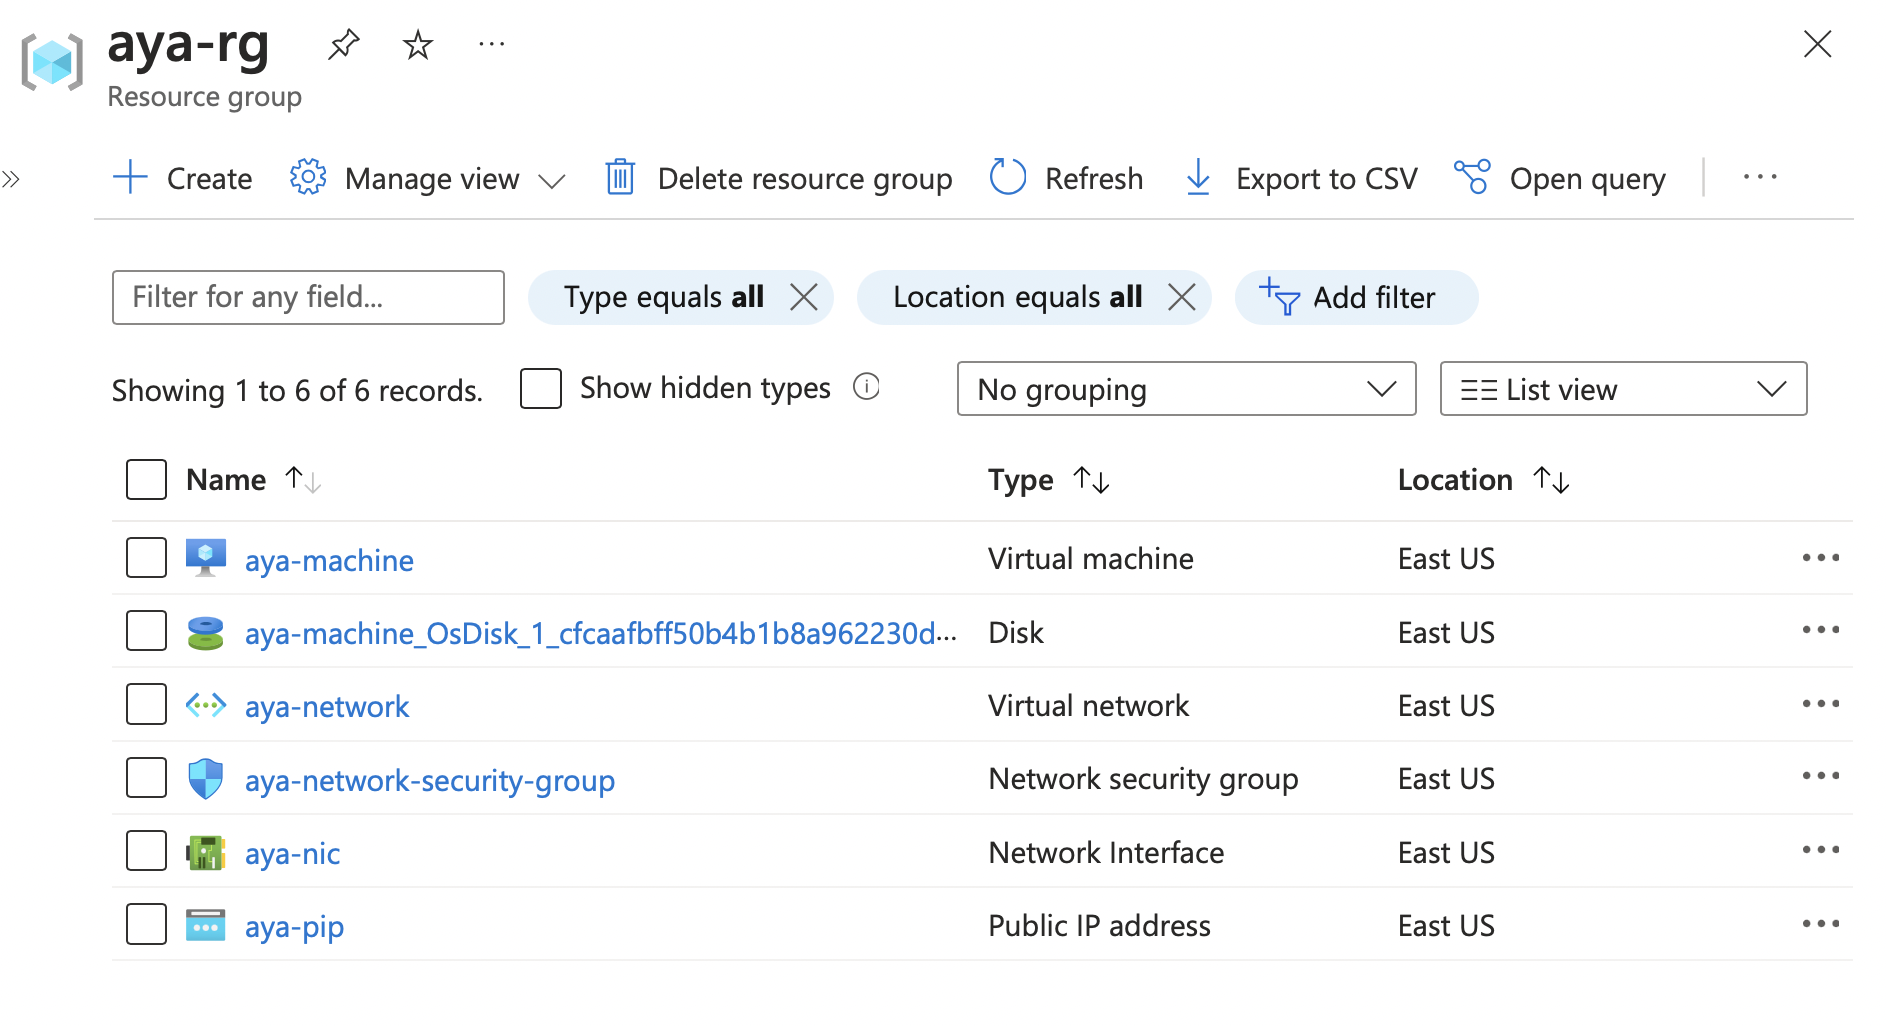 aya-rg
Resource group
Create Manage view Delete resource group Refresh Export to CSV Open query
Filter for any field... Type equals all Location equals all Add filter
Showing 1 to 6 of 6 records. Show hidden types No grouping List view
Name Type Location
aya-machine Virtual machine East US
aya-machine_OsDisk_1_cfcaafbff50b4b1b8a962230d... Disk East US
aya-network Virtual network East US
aya-network-security-group Network security group East US
aya-nic Network Interface East US
aya-pip Public IP address East US